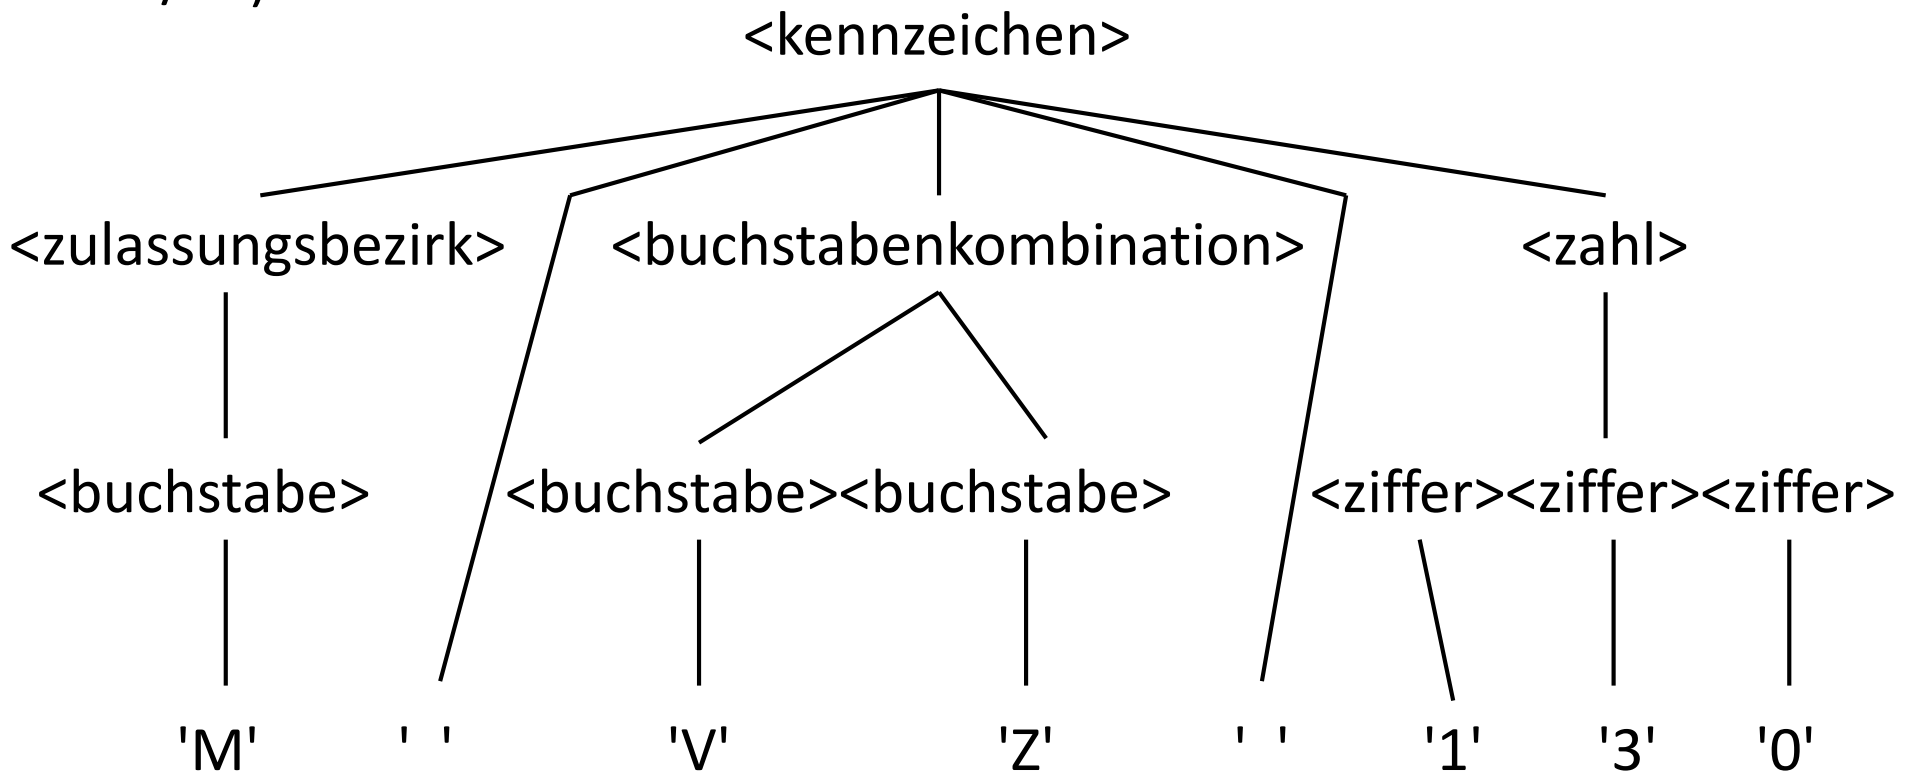 <kennzeichen>
<zulassungsbezirk> <buchstabenkombination> <zahl>
<buchstabe> <buchstabe><buchstabe> <ziffer><ziffer><ziffer>
'M' ' ' 'V' 'Z' ' ' '1' '3' '0'